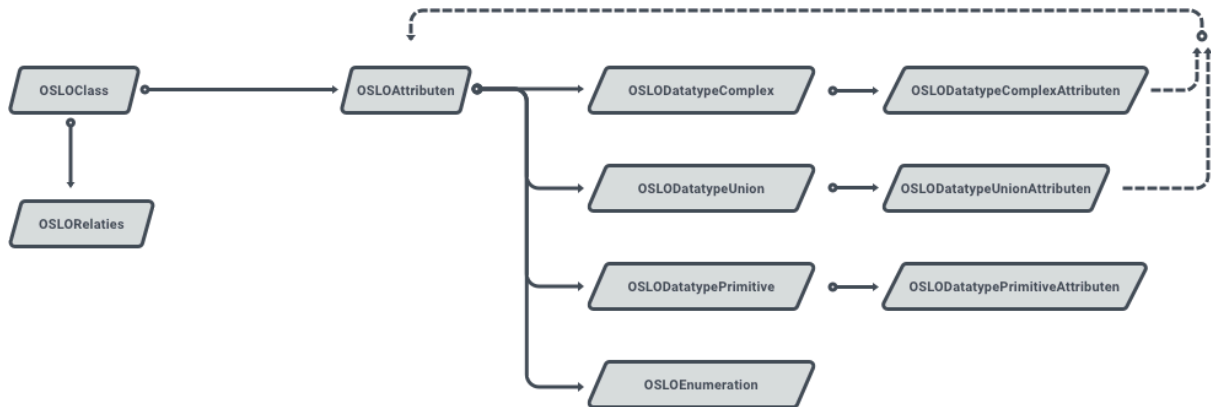 OSLOClass
OSLOAttributen
OSLODatatypeComplex
OSLODatatypeComplexAttributen
OSLODatatypeUnion
OSLODatatypeUnionAttributen
OSLORelaties
OSLODatatypePrimitive
OSLODatatypePrimitiveAttributen
OSLOEnumeration